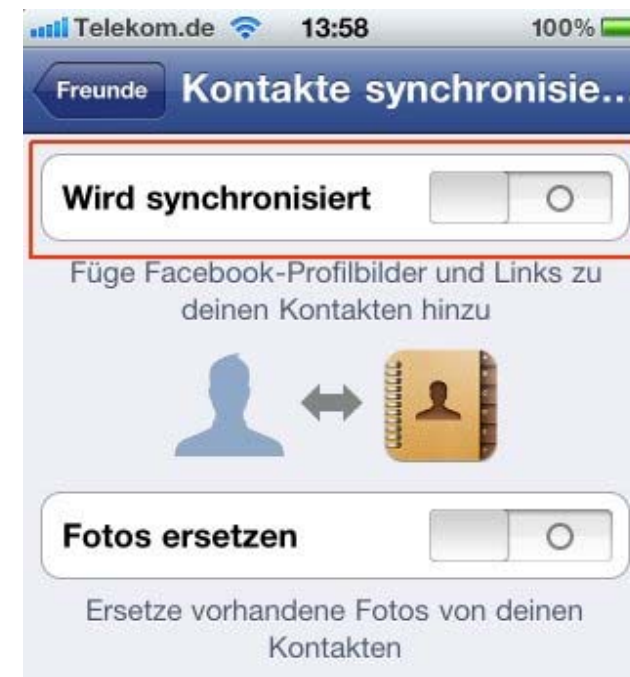 Telekom.de 13:58 100%
Freunde Kontakte synchronisie...
Wird synchronisiert
Füge Facebook-Profilbilder und Links zu
deinen Kontakten hinzu
Fotos ersetzen
Ersetze vorhandene Fotos von deinen
Kontakten